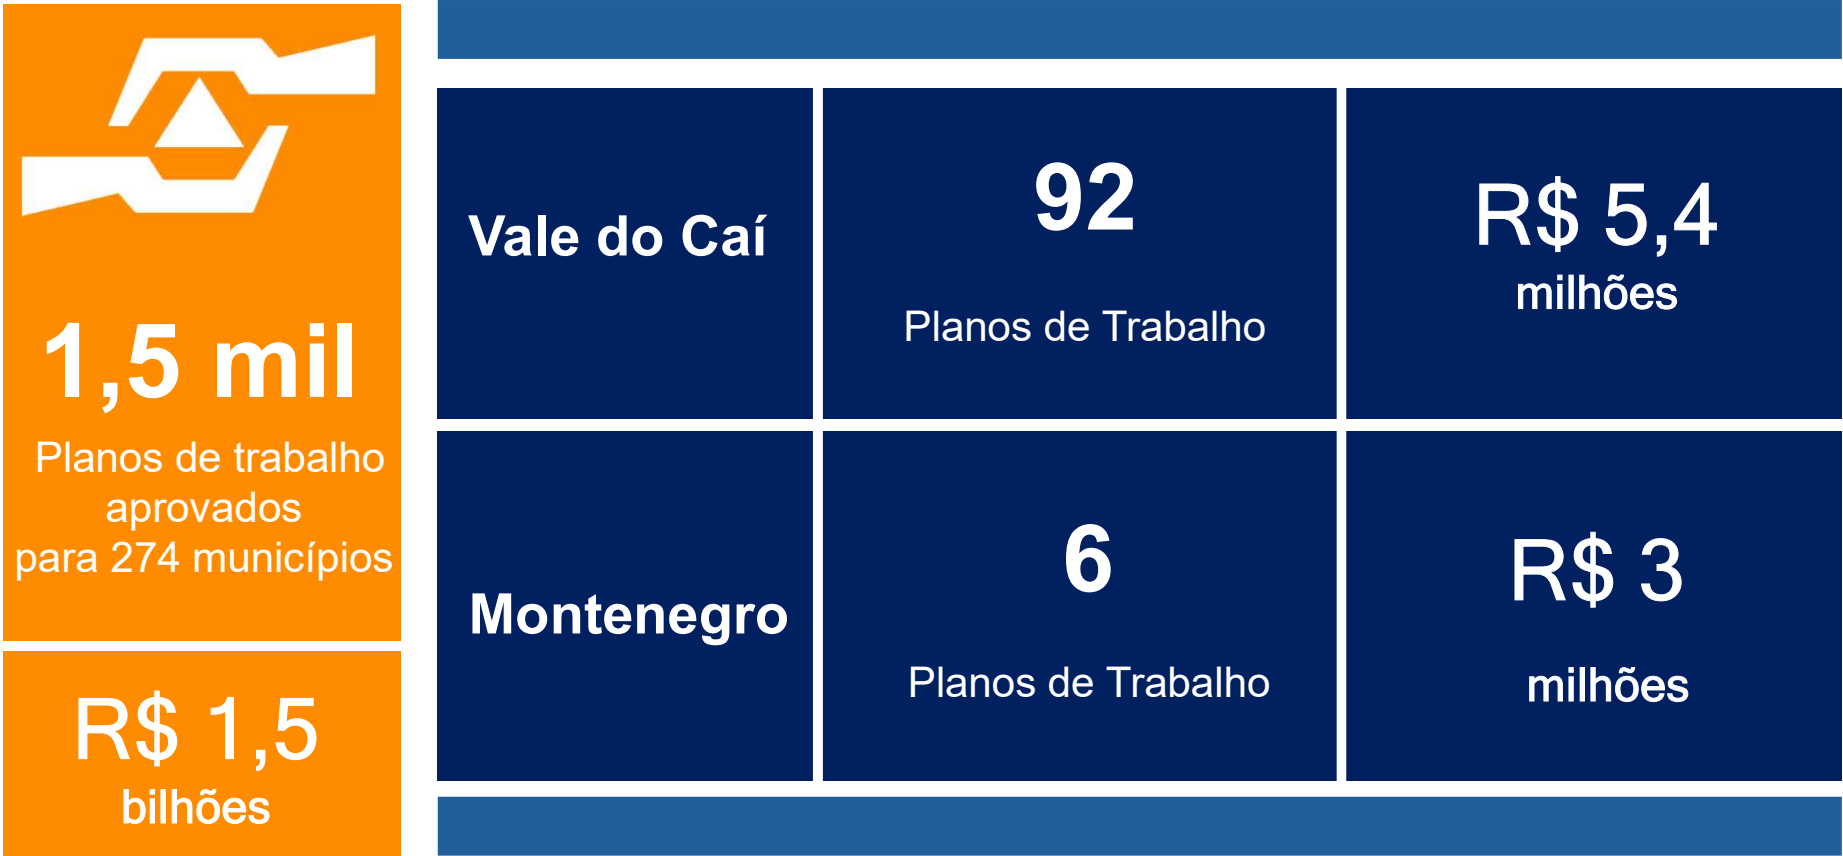 1,5 mil
Planos de trabalho
aprovados
para 274 municípios
R$ 1,5
bilhões
Vale do Caí
92
Planos de Trabalho
R$ 5,4
milhões
Montenegro
6
Planos de Trabalho
R$ 3
milhões